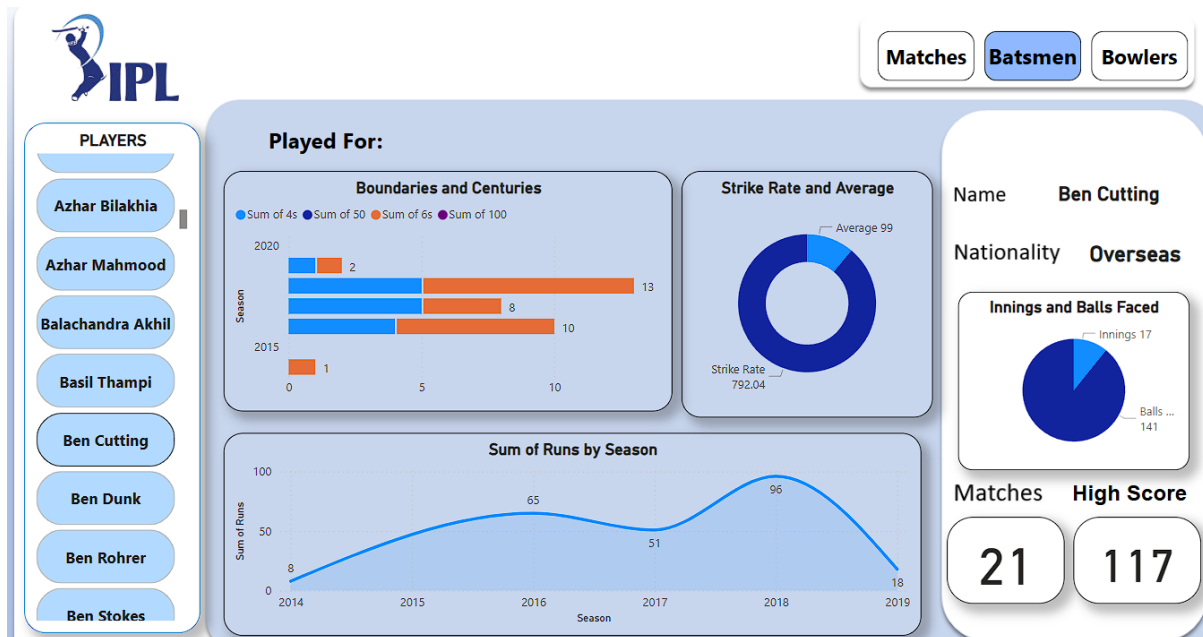 IPL
Matches
Batsmen
Bowlers
PLAYERS
Azhar Bilakhia
Azhar Mahmood
Balachandra Akhil
Basil Thampi
Ben Cutting
Ben Dunk
Ben Rohrer
Ben Stokes
Played For:
Boundaries and Centuries
Sum of 4s Sum of 50 Sum of 6s Sum of 100
Season
2020
2
13
8
10
2015
1
0 5 10
Strike Rate and Average
Average 99
Strike Rate
792.04
Sum of Runs by Season
Sum of Runs
100
50
0
8
65
51
96
18
2014 2015 2016 2017 2018 2019
Season
Name Ben Cutting
Nationality Overseas
Innings and Balls Faced
Innings 17
Balls ...
141
Matches High Score
21 117